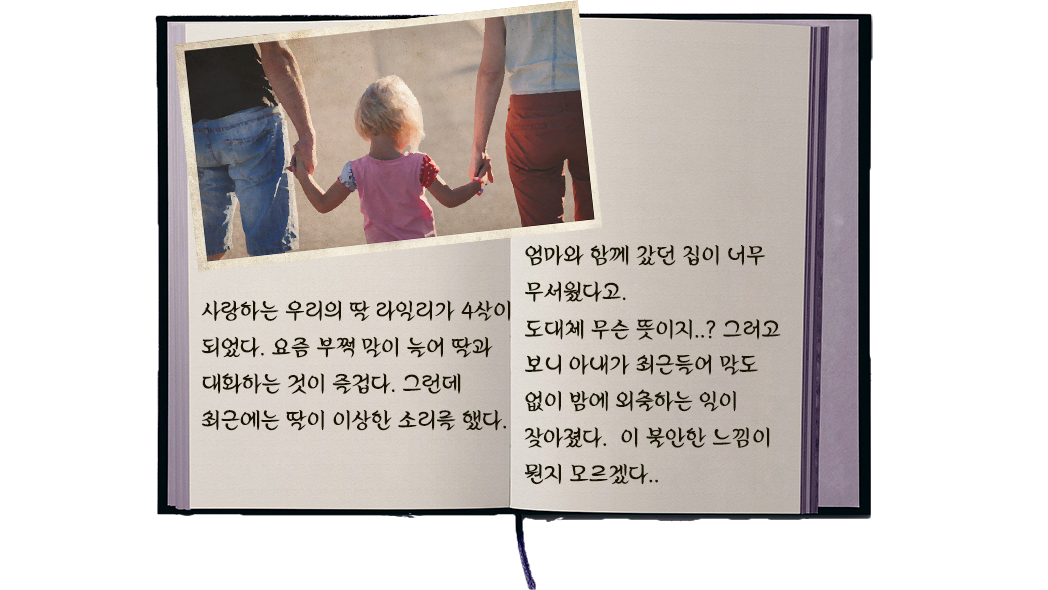 사랑하는 우리의 딸 라일리가 4살이
되었다. 요즘 부쩍 말이 늘어 딸과
대화하는 것이 즐겁다. 그런데
최근에는 딸이 이상한 소리를 했다.
엄마와 함께 갔던 집이 너무
무서웠다고.
도대체 무슨 뜻이지..? 그러고
보니 아내가 최근들어 말도
없이 밤에 외출하는 일이
잦아졌다. 이 불안한 느낌이
뭔지 모르겠다..